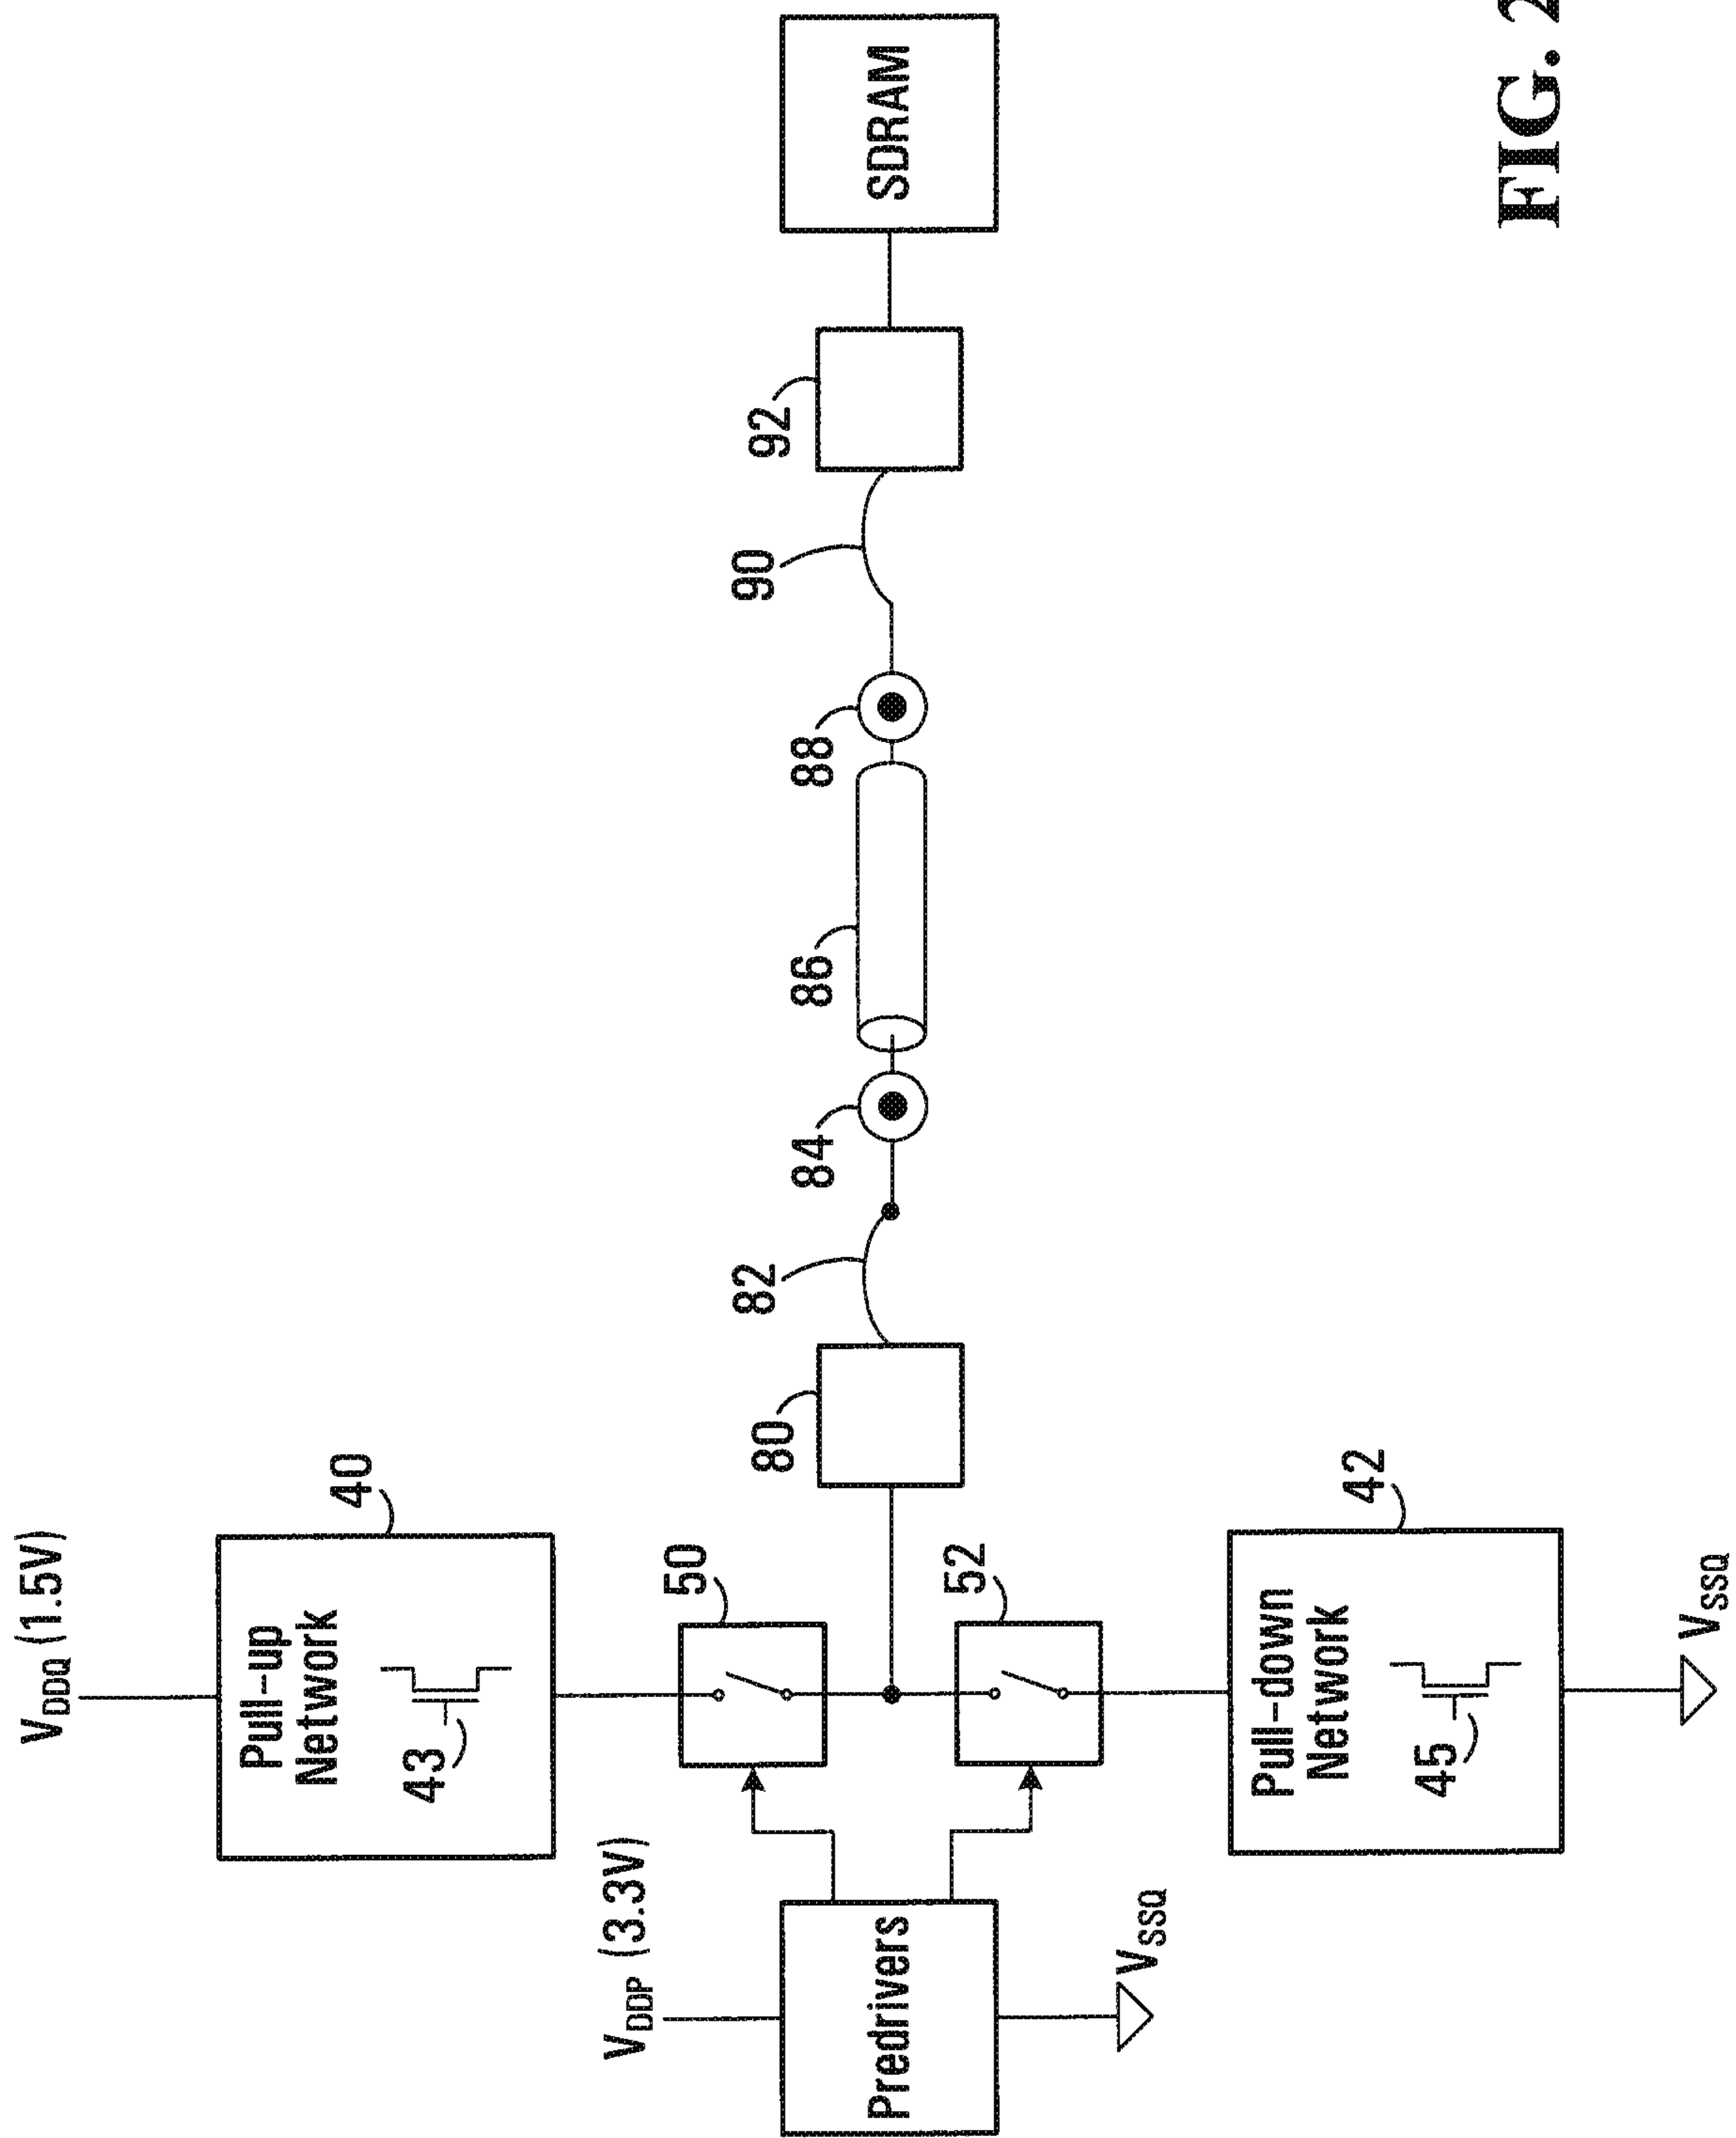 V_DDQ (1.5V)
Pull-up
Network
40
43
V_DDP (3.3V)
50
Predrivers
52
V_SSQ
Pull-down
Network
42
45
V_SSQ
80
82
84
86
88
90
92
SDRAM
FIG. 2